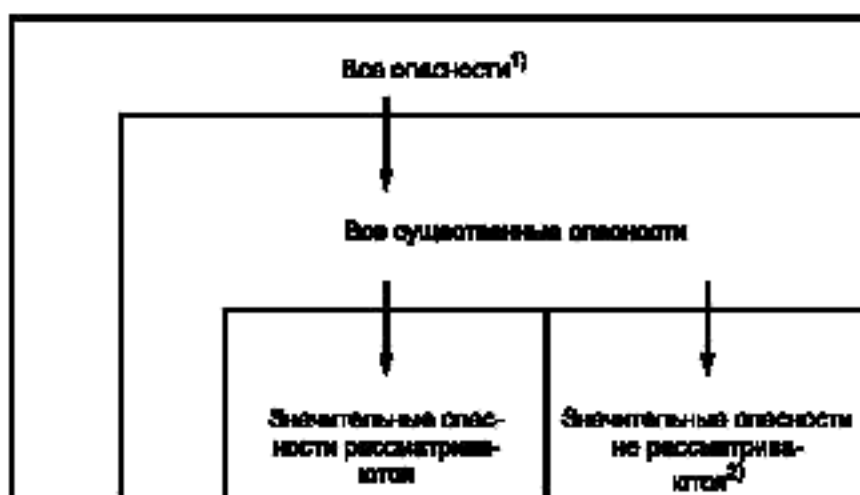 Все опасности1)
Все существенные опасности
Значительные опас-
ности рассматрива-
ются
Значительные опасности
не рассматрива-
ются2)